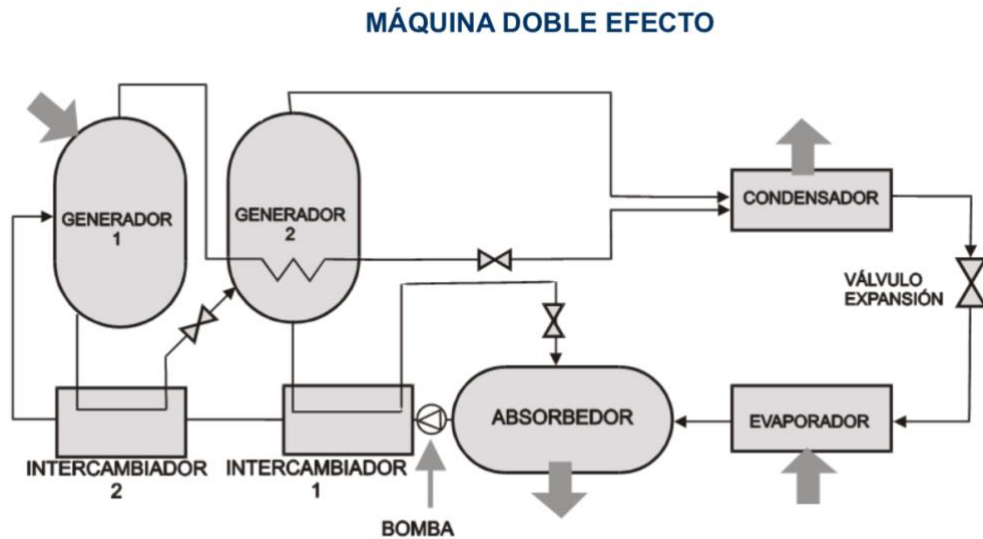 MÁQUINA DOBLE EFECTO
GENERADOR
1
GENERADOR
2
CONDENSADOR
VÁLVULO
EXPANSIÓN
ABSORBEDOR
EVAPORADOR
INTERCAMBIADOR
2
INTERCAMBIADOR
1
BOMBA